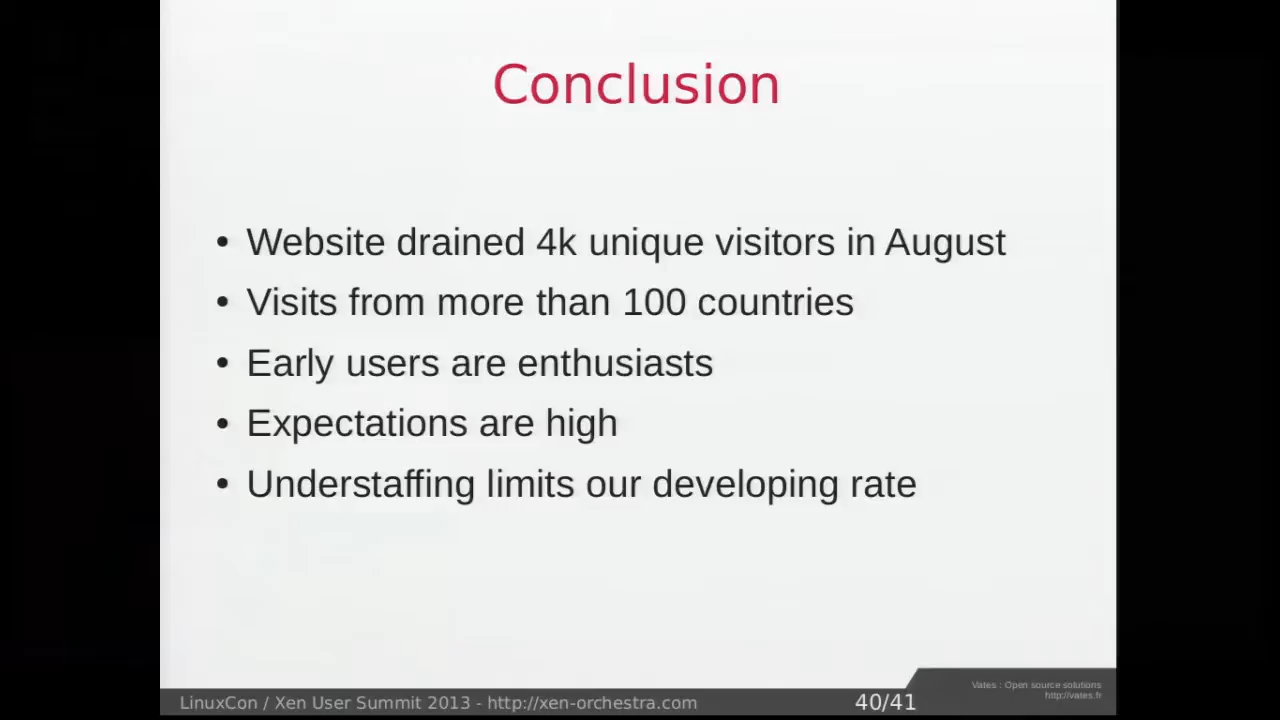 Conclusion
• Website drained 4k unique visitors in August
• Visits from more than 100 countries
• Early users are enthusiasts
• Expectations are high
• Understaffing limits our developing rate
LinuxCon / Xen User Summit 2013 - http://xen-orchestra.com
40/41
Vates : Open source solutions
http://vates.fr